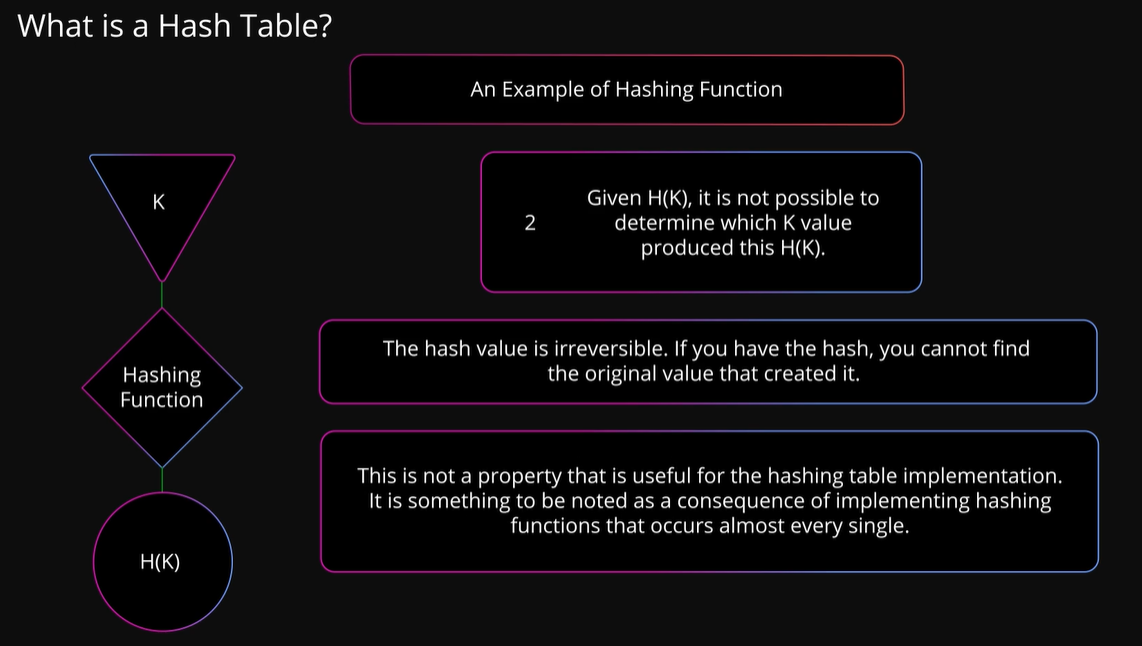 What is a Hash Table?
An Example of Hashing Function
K
2
Given H(K), it is not possible to
determine which K value
produced this H(K).
The hash value is irreversible. If you have the hash, you cannot find
the original value that created it.
Hashing
Function
This is not a property that is useful for the hashing table implementation.
It is something to be noted as a consequence of implementing hashing
functions that occurs almost every single.
H(K)